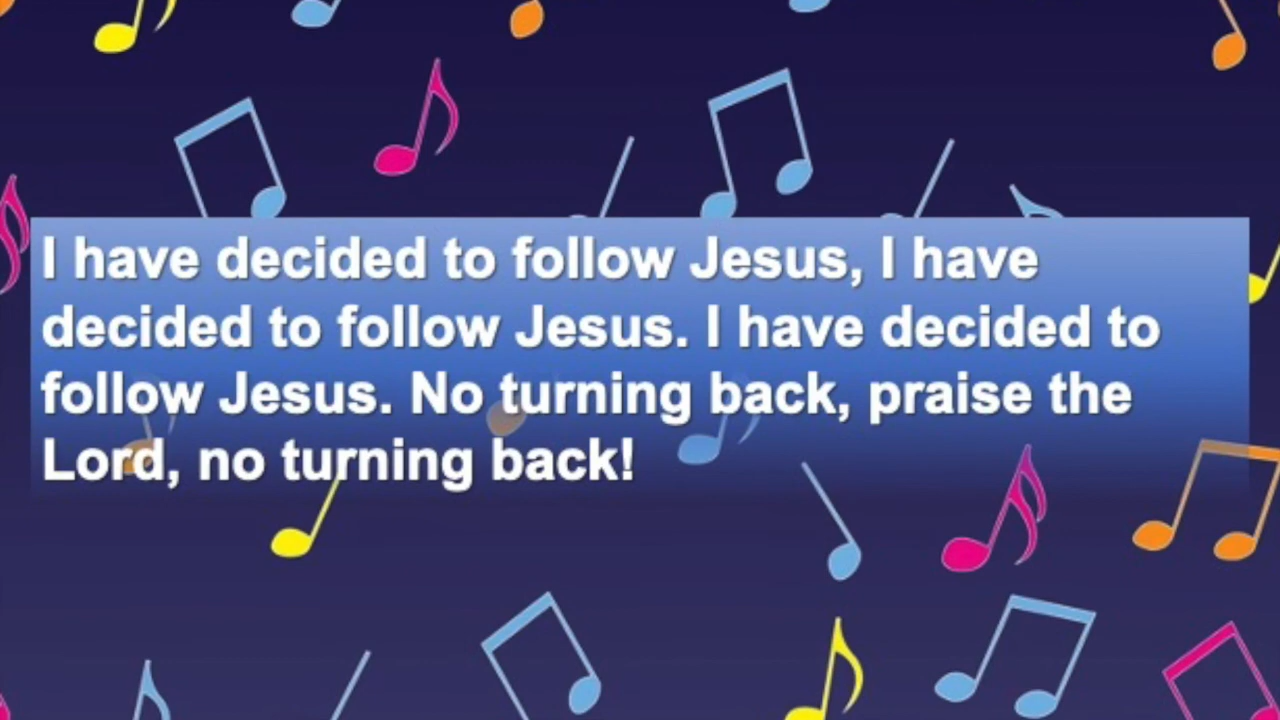 I have decided to follow Jesus, I have
decided to follow Jesus. I have decided to
follow Jesus. No turning back, praise the
Lord, no turning back!